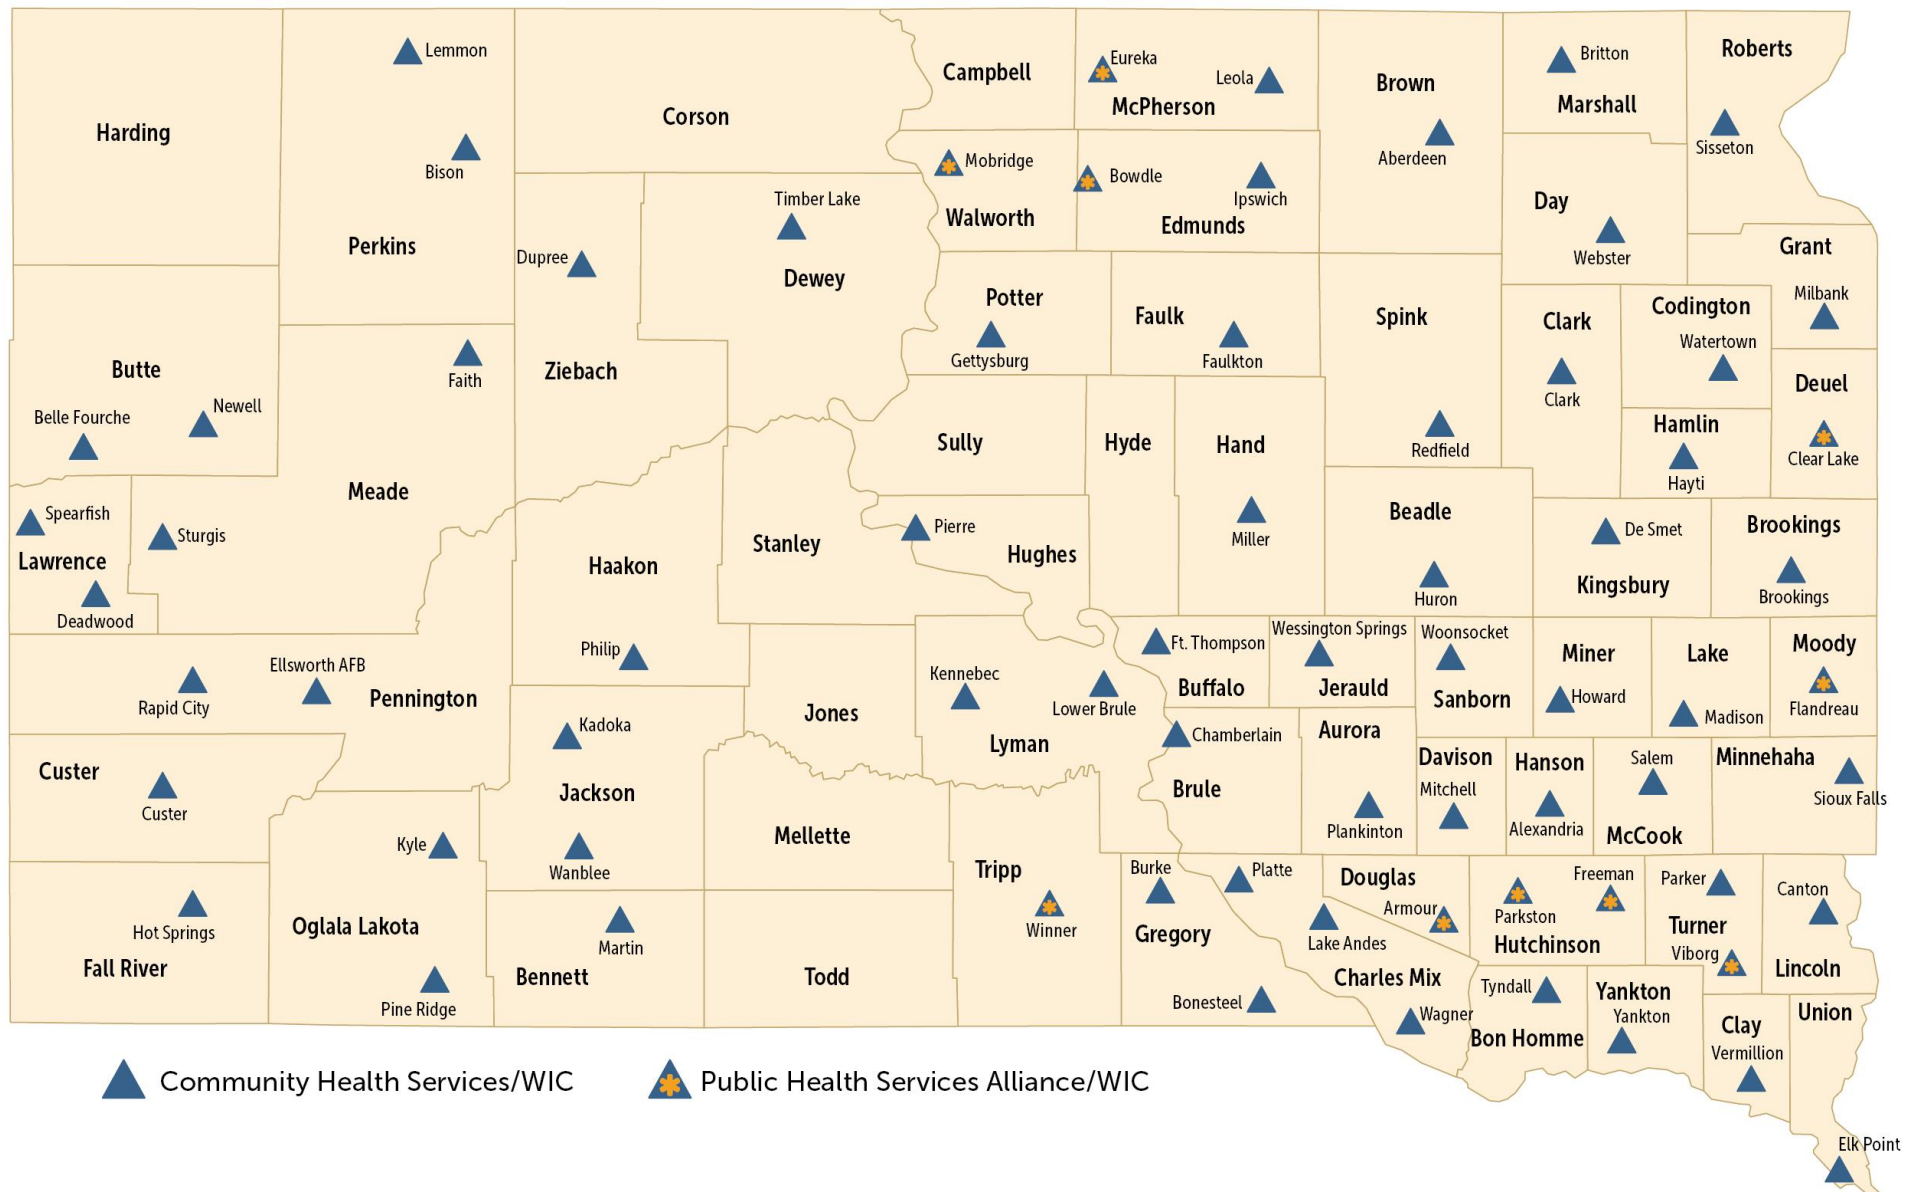 Lemmon
Harding
Bison
Perkins
Corson
Campbell
Eureka
Leola
McPherson
Brown
Aberdeen
Britton
Marshall
Roberts
Sisseton
Mobridge
Walworth
Bowdle
Ipswich
Edmunds
Day
Webster
Grant
Milbank
Timber Lake
Dewey
Dupree
Ziebach
Potter
Gettysburg
Faulk
Faulkton
Spink
Redfield
Clark
Clark
Codington
Watertown
Deuel
Clear Lake
Hamlin
Hayti
Butte
Belle Fourche
Newell
Faith
Meade
Sturgis
Spearfish
Lawrence
Deadwood
Sully
Hyde
Hand
Miller
Beadle
Huron
De Smet
Kingsbury
Brookings
Brookings
Haakon
Philip
Stanley
Pierre
Hughes
Rapid City
Ellsworth AFB
Pennington
Kadoka
Jackson
Wanblee
Jones
Kennebec
Lower Brule
Lyman
Ft. Thompson
Buffalo
Wessington Springs
Jerauld
Woonsocket
Sanborn
Miner
Howard
Lake
Madison
Moody
Flandreau
Chamberlain
Brule
Aurora
Plankinton
Davison
Mitchell
Hanson
Alexandria
Salem
McCook
Minnehaha
Sioux Falls
Custer
Custer
Hot Springs
Fall River
Kyle
Oglala Lakota
Pine Ridge
Martin
Bennett
Mellette
Todd
Tripp
Winner
Burke
Gregory
Bonesteel
Platte
Lake Andes
Charles Mix
Wagner
Douglas
Armour
Parkston
Freeman
Hutchinson
Parker
Turner
Viborg
Canton
Lincoln
Tyndall
Bon Homme
Yankton
Yankton
Clay
Vermillion
Union
Elk Point
Community Health Services/WIC
Public Health Services Alliance/WIC